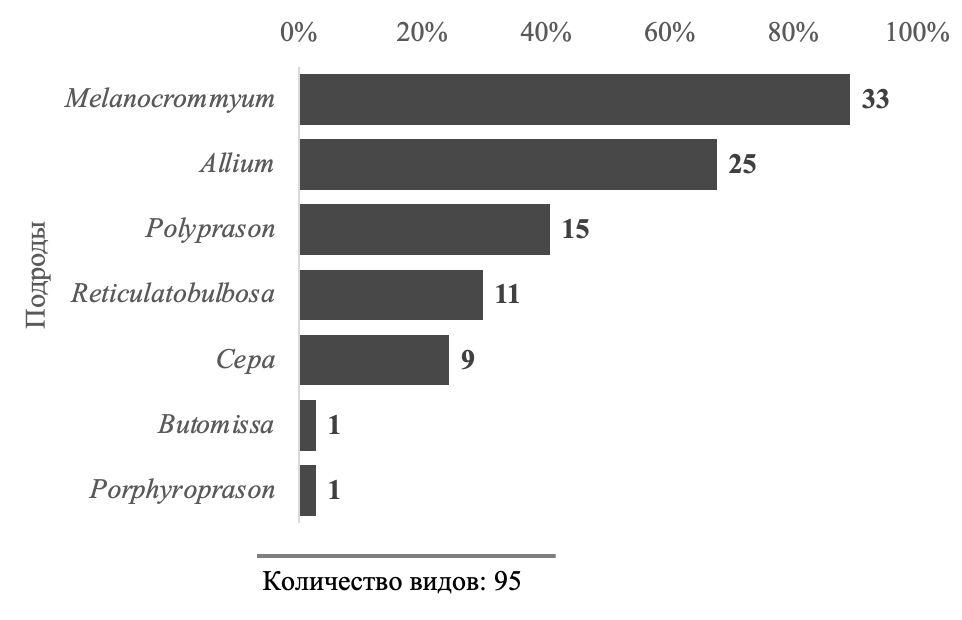 0% 20% 40% 60% 80% 100%
Подроды
Melanocrommyum 33
Allium 25
Polyprason 15
Reticulatobulbosa 11
Cepa 9
Butomissa 1
Porphyroprason 1
Количество видов: 95